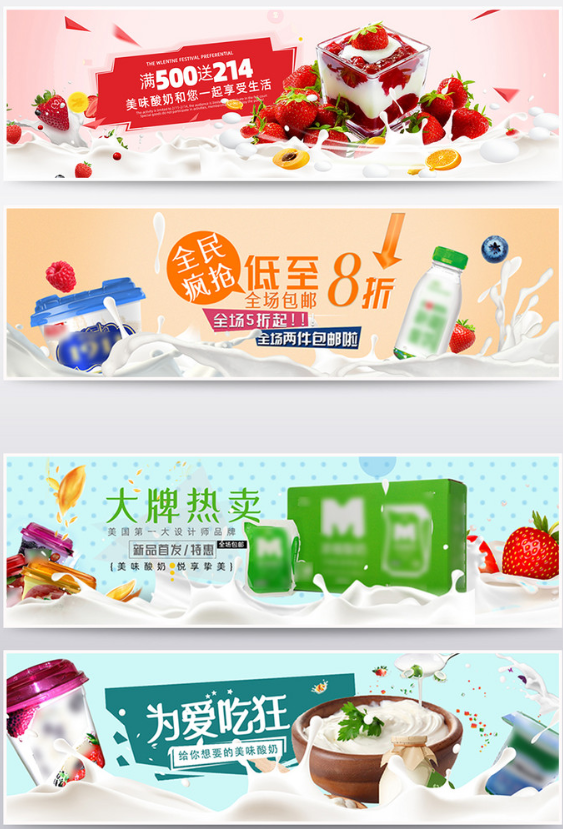 THE WLENTINE FESTIVAL PREFERENTIAL
满500送214
美味酸奶和您一起享受生活
全民
疯抢
低至8折
全场包邮
全场5折起!!
全场两件包邮啦
大牌热卖
美国第一大设计师品牌
新品首发/特惠
全场包邮
{美味酸奶 悦享挚美}
M
M
为爱吃狂
给你想要的美味酸奶